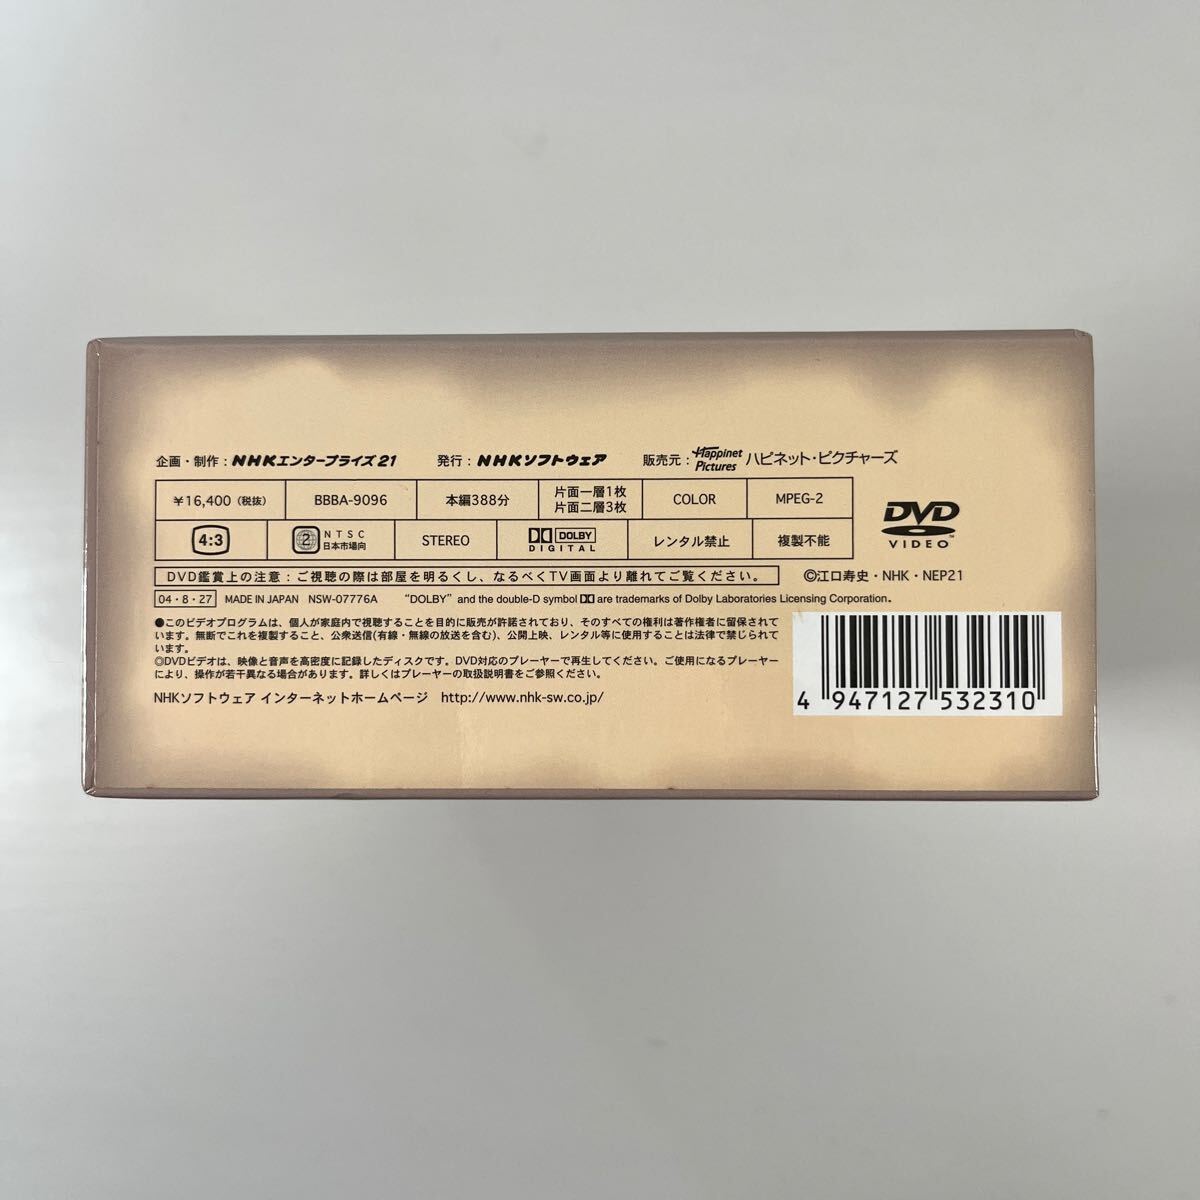 企画・制作：NHKエンタープライズ21　発行：NHKソフトウェア　販売元：Happinet Pictures ハピネット・ピクチャーズ
￥16,400（税抜）　BBBA-9096　本編388分　片面一層1枚 片面二層3枚　COLOR　MPEG-2
4:3　2 NTSC 日本市場向　STEREO　DOLBY DIGITAL　レンタル禁止　複製不能　DVD VIDEO™
DVD鑑賞上の注意：ご視聴の際は部屋を明るくし、なるべくTV画面より離れてご覧ください。　©江口寿史・NHK・NEP21
04・8・27　MADE IN JAPAN　NSW-07776A　"DOLBY" and the double-D symbol are trademarks of Dolby Laboratories Licensing Corporation.
●このビデオプログラムは、個人が家庭内で視聴することを目的に販売が許諾されており、そのすべての権利は著作権者に留保されて
います。無断でこれを複製すること、公衆送信(有線・無線の放送を含む)、公開上映、レンタル等に使用することは法律で禁じられて
います。
◎DVDビデオは、映像と音声を高密度に記録したディスクです。DVD対応のプレーヤーで再生してください。ご使用になるプレーヤー
により、操作が若干異なる場合があります。詳しくはプレーヤーの取扱説明書をご参照ください。
NHKソフトウェア インターネットホームページ　http://www.nhk-sw.co.jp/
4 947127 532310